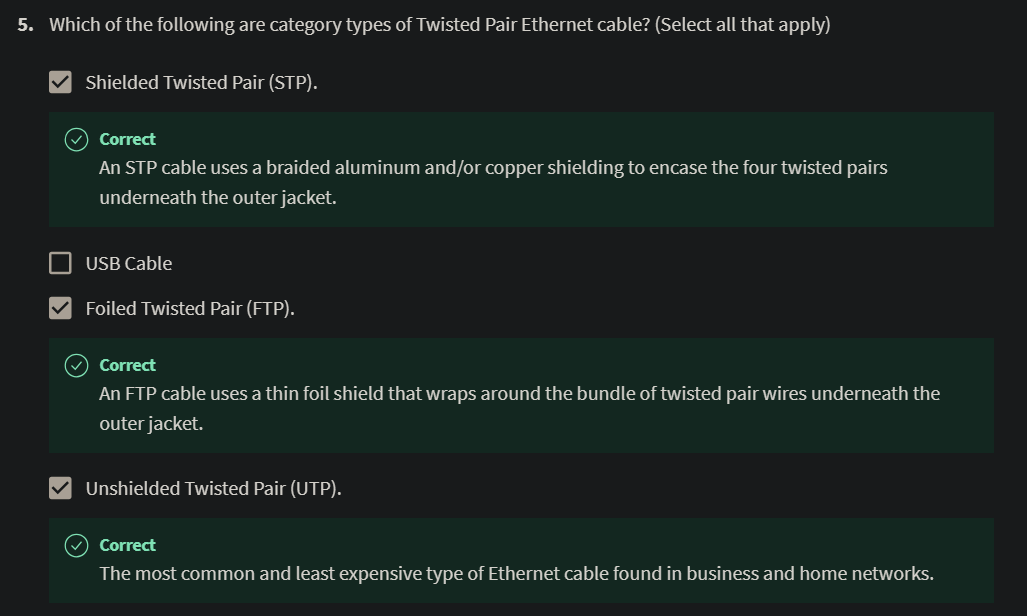 5. Which of the following are category types of Twisted Pair Ethernet cable? (Select all that apply)
Shielded Twisted Pair (STP).
Correct
An STP cable uses a braided aluminum and/or copper shielding to encase the four twisted pairs
underneath the outer jacket.
USB Cable
Foiled Twisted Pair (FTP).
Correct
An FTP cable uses a thin foil shield that wraps around the bundle of twisted pair wires underneath the
outer jacket.
Unshielded Twisted Pair (UTP).
Correct
The most common and least expensive type of Ethernet cable found in business and home networks.